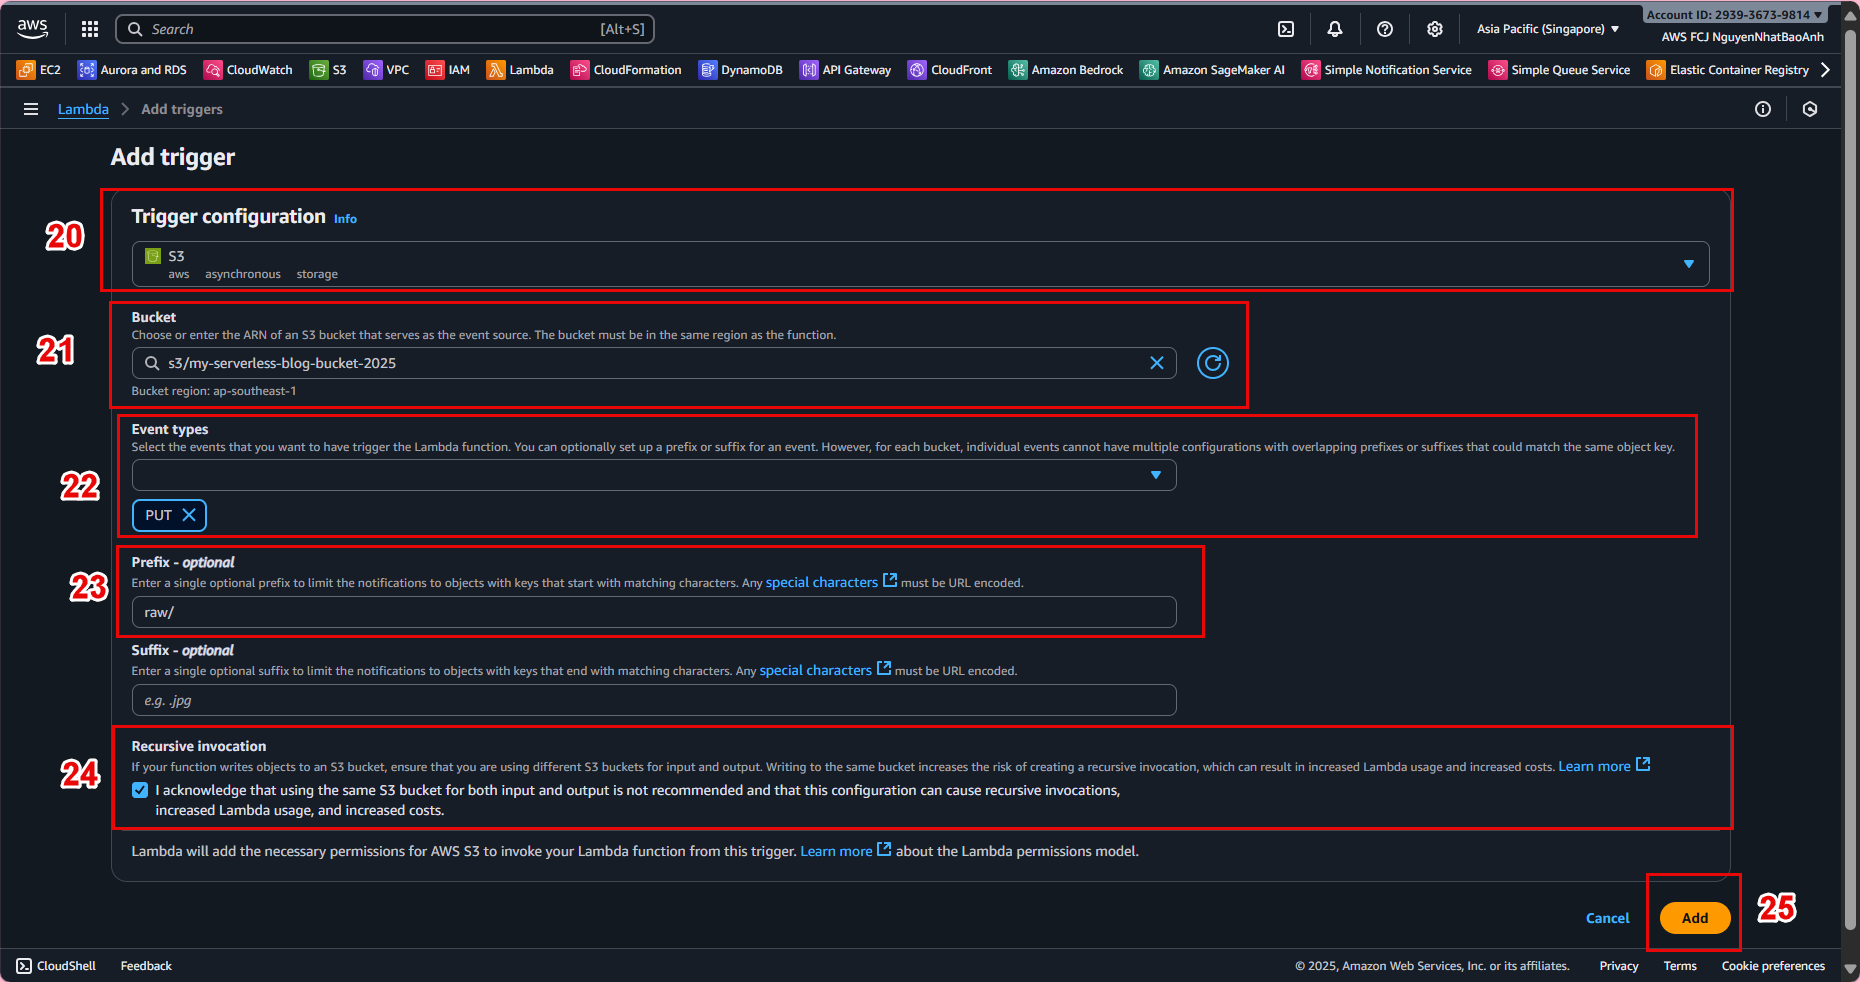 aws
Search [Alt+S]
Asia Pacific (Singapore)
Account ID: 2939-3673-9814
AWS FCJ NguyenNhatBaoAnh
EC2 Aurora and RDS CloudWatch S3 VPC IAM Lambda CloudFormation DynamoDB API Gateway CloudFront Amazon Bedrock Amazon SageMaker AI Simple Notification Service Simple Queue Service Elastic Container Registry
Lambda > Add triggers
Add trigger
20
Trigger configuration Info
S3
aws asynchronous storage
21
Bucket
Choose or enter the ARN of an S3 bucket that serves as the event source. The bucket must be in the same region as the function.
s3/my-serverless-blog-bucket-2025
Bucket region: ap-southeast-1
22
Event types
Select the events that you want to have trigger the Lambda function. You can optionally set up a prefix or suffix for an event. However, for each bucket, individual events cannot have multiple configurations with overlapping prefixes or suffixes that could match the same object key.
PUT
23
Prefix - optional
Enter a single optional prefix to limit the notifications to objects with keys that start with matching characters. Any special characters must be URL encoded.
raw/
Suffix - optional
Enter a single optional suffix to limit the notifications to objects with keys that end with matching characters. Any special characters must be URL encoded.
e.g. .jpg
24
Recursive invocation
If your function writes objects to an S3 bucket, ensure that you are using different S3 buckets for input and output. Writing to the same bucket increases the risk of creating a recursive invocation, which can result in increased Lambda usage and increased costs. Learn more
I acknowledge that using the same S3 bucket for both input and output is not recommended and that this configuration can cause recursive invocations,
increased Lambda usage, and increased costs.
Lambda will add the necessary permissions for AWS S3 to invoke your Lambda function from this trigger. Learn more about the Lambda permissions model.
Cancel Add 25
CloudShell Feedback © 2025, Amazon Web Services, Inc. or its affiliates. Privacy Terms Cookie preferences